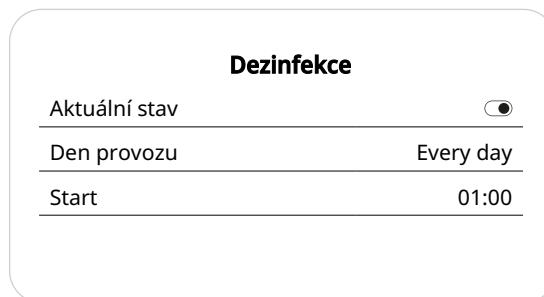 Dezinfekce
Aktuální stav
Den provozu Every day
Start 01:00